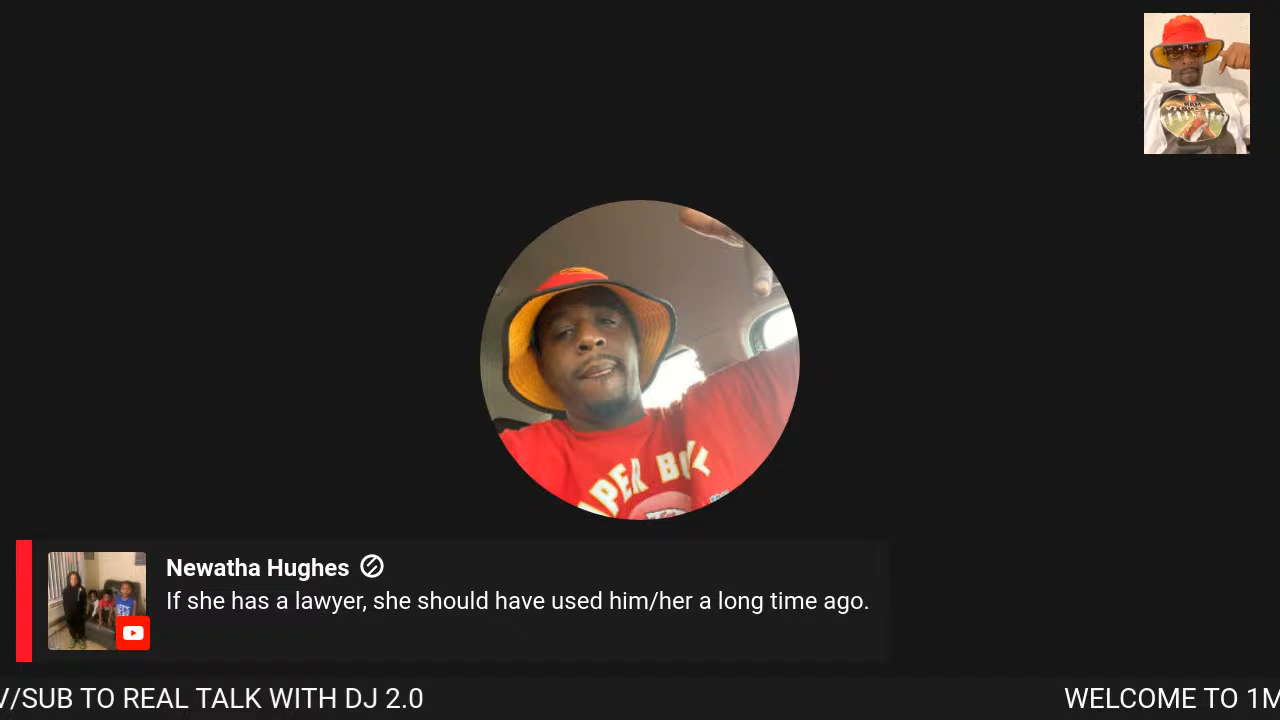 Newatha Hughes
If she has a lawyer, she should have used him/her a long time ago.
/SUB TO REAL TALK WITH DJ 2.0
WELCOME TO 1M